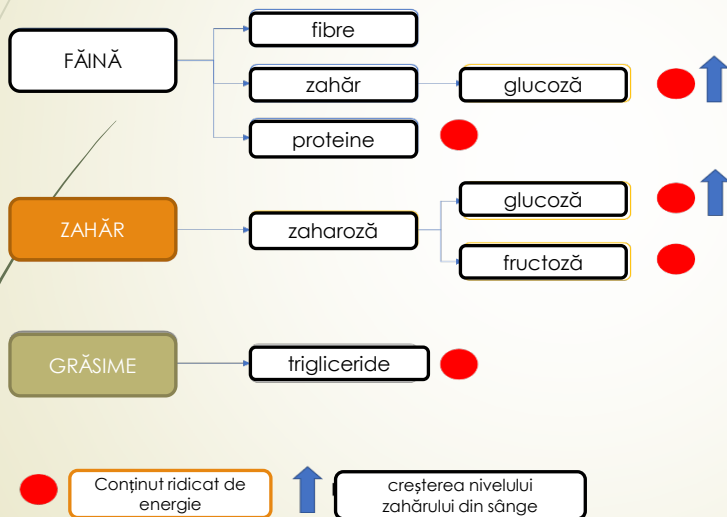 FĂINĂ
fibre
zahăr
glucoză
proteine
ZAHĂR
zaharoză
glucoză
fructoză
GRĂSIME
trigliceride
Conținut ridicat de
energie
creșterea nivelului
zahărului din sânge